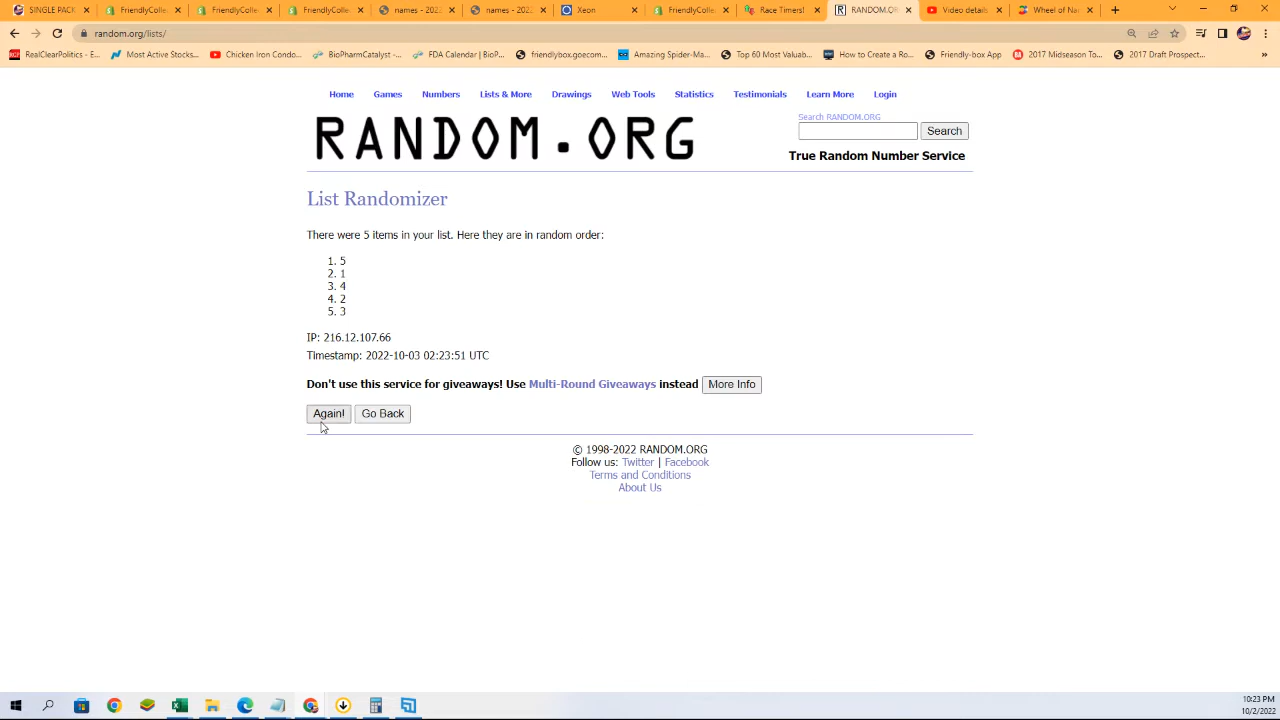 SINGLE PACK
FriendlyColle
FriendlyColle
FriendlyColle
names - 202
names - 202
Xeon
FriendlyColle
Race Timers!
RANDOM.OR
Video details
Wheel of Na
random.org/lists/
RealClearPolitics - E...
Most Active Stocks...
Chicken Iron Condo...
BioPharmCatalyst -...
FDA Calendar | BioP...
friendlybox.goecom...
Amazing Spider-Ma...
Top 60 Most Valuab...
How to Create a Ro...
Friendly-box App
2017 Midseason To...
2017 Draft Prospect...
»
Home Games Numbers Lists & More Drawings Web Tools Statistics Testimonials Learn More Login
RANDOM.ORG
Search RANDOM.ORG
Search
True Random Number Service
List Randomizer
There were 5 items in your list. Here they are in random order:
1. 5
2. 1
3. 4
4. 2
5. 3
IP: 216.12.107.66
Timestamp: 2022-10-03 02:23:51 UTC
Don't use this service for giveaways! Use Multi-Round Giveaways instead More Info
Again! Go Back
© 1998-2022 RANDOM.ORG
Follow us: Twitter | Facebook
Terms and Conditions
About Us
10:23 PM
10/2/2022